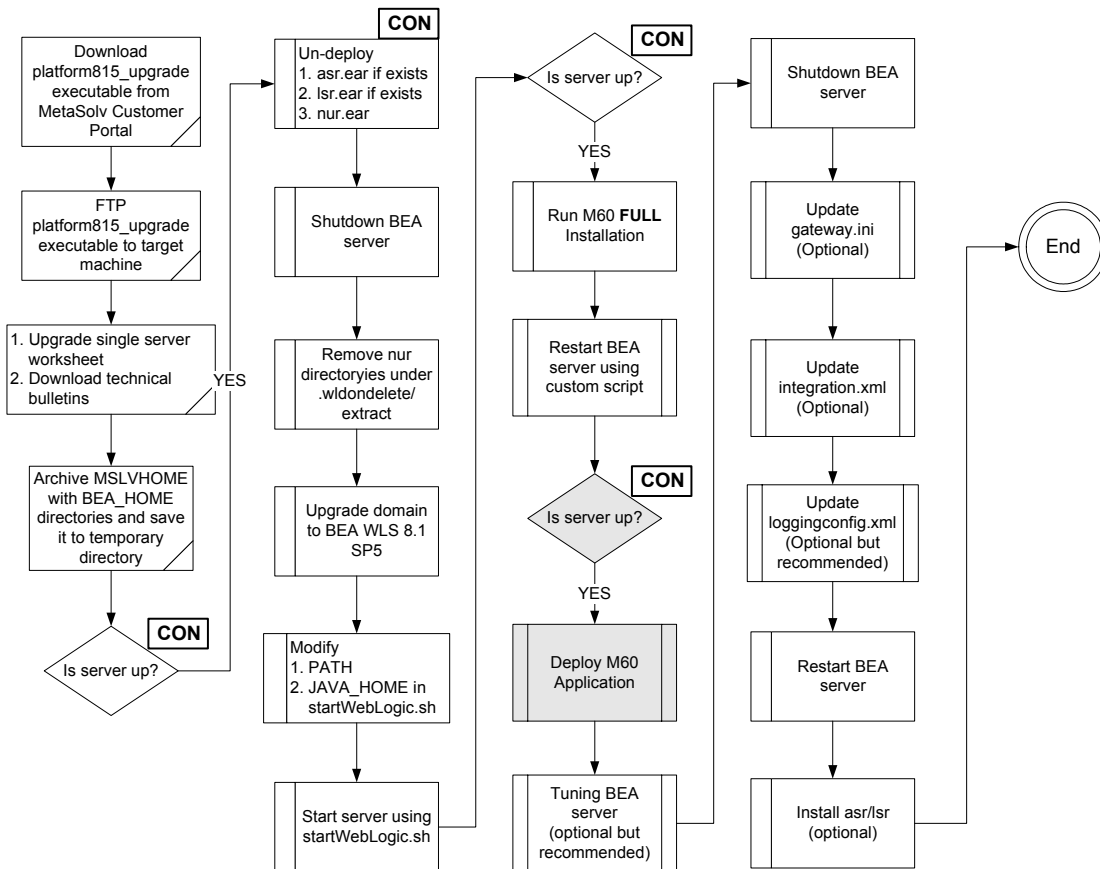 Download
platform815_upgrade
executable from
MetaSolv Customer
Portal
FTP
platform815_upgrade
executable to target
machine
1. Upgrade single server
worksheet
2. Download technical
bulletins
Archive MSLVHOME
with BEA_HOME
directories and save
it to temporary
directory
CON
Is server up?
YES
CON
Un-deploy
1. asr.ear if exists
2. lsr.ear if exists
3. nur.ear
Shutdown BEA
server
Remove nur
directoryies under
.wldondelete/
extract
Upgrade domain
to BEA WLS 8.1
SP5
Modify
1. PATH
2. JAVA_HOME in
startWebLogic.sh
Start server using
startWebLogic.sh
CON
Is server up?
YES
Run M60 FULL
Installation
Restart BEA
server using
custom script
CON
Is server up?
YES
Deploy M60
Application
Tuning BEA
server
(optional but
recommended)
Shutdown BEA
server
Update
gateway.ini
(Optional)
Update
integration.xml
(Optional)
Update
loggingconfig.xml
(Optional but
recommended)
Restart BEA
server
Install asr/lsr
(optional)
End